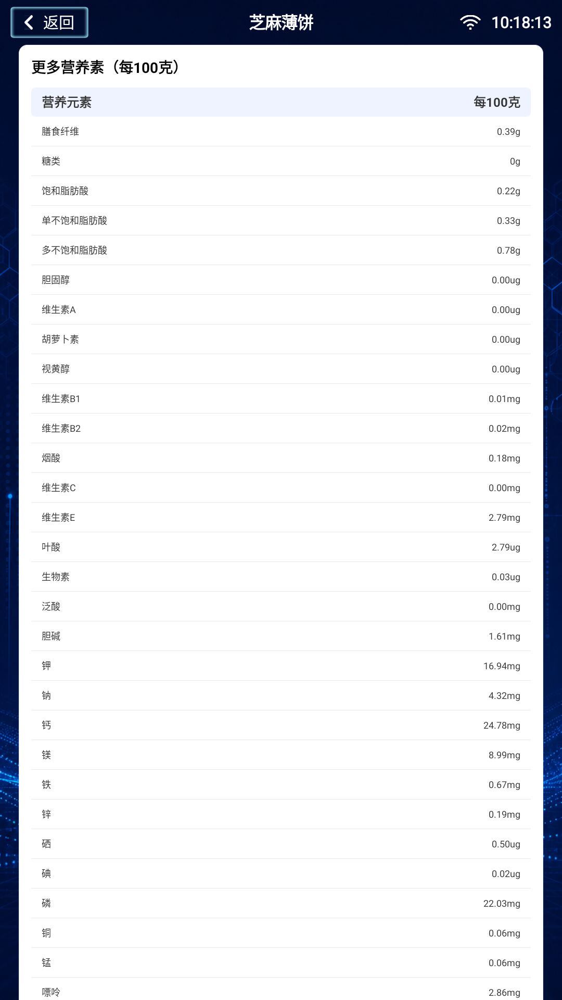 返回
芝麻薄饼
10:18:13
更多营养素（每100克）
营养元素 每100克
膳食纤维 0.39g
糖类 0g
饱和脂肪酸 0.22g
单不饱和脂肪酸 0.33g
多不饱和脂肪酸 0.78g
胆固醇 0.00ug
维生素A 0.00ug
胡萝卜素 0.00ug
视黄醇 0.00ug
维生素B1 0.01mg
维生素B2 0.02mg
烟酸 0.18mg
维生素C 0.00mg
维生素E 2.79mg
叶酸 2.79ug
生物素 0.03ug
泛酸 0.00mg
胆碱 1.61mg
钾 16.94mg
钠 4.32mg
钙 24.78mg
镁 8.99mg
铁 0.67mg
锌 0.19mg
硒 0.50ug
碘 0.02ug
磷 22.03mg
铜 0.06mg
锰 0.06mg
嘌呤 2.86mg